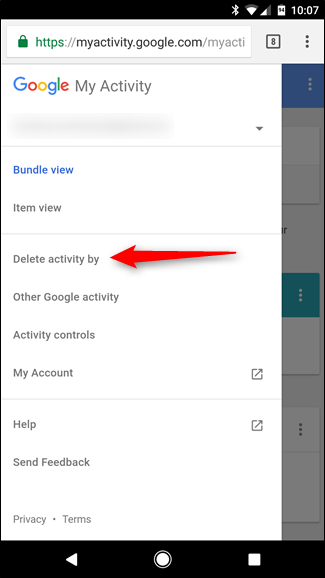 10:07
https://myactivity.google.com/myacti
8
Google My Activity
Bundle view
Item view
Delete activity by
Other Google activity
Activity controls
My Account
Help
Send Feedback
Privacy • Terms